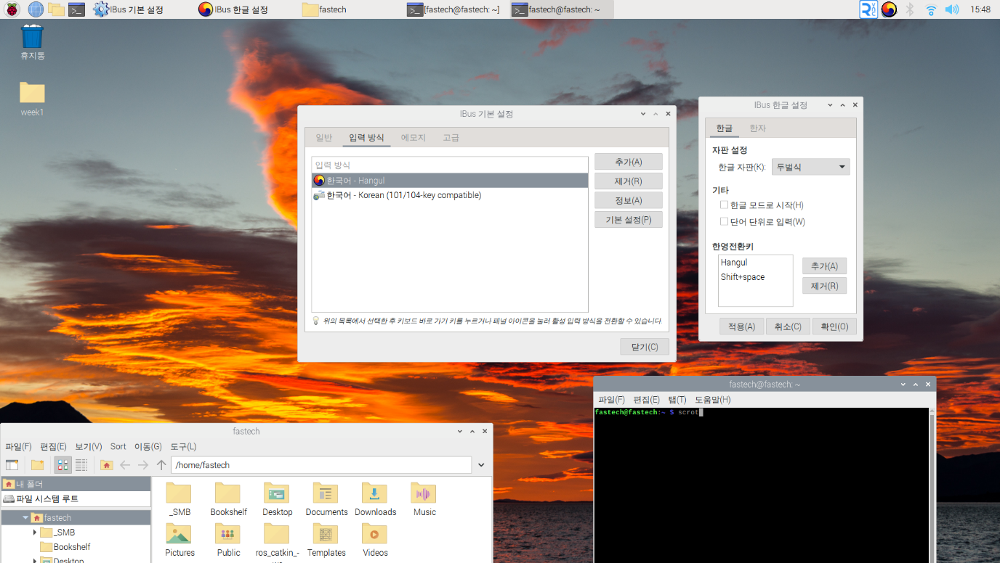 IBus 기본 설정
IBus 한글 설정
fastech
[fastech@fastech: ~]
fastech@fastech: ~
15:48
휴지통
week1
IBus 기본 설정
일반
입력 방식
에모지
고급
입력 방식
한국어 - Hangul
한국어 - Korean (101/104-key compatible)
추가(A)
제거(R)
정보(A)
기본 설정(P)
위의 목록에서 선택한 후 키보드 바로 가기 키를 누르거나 패널 아이콘을 눌러 활성 입력 방식을 전환할 수 있습니다.
닫기(C)
IBus 한글 설정
한글
한자
자판 설정
한글 자판(K):
두벌식
기타
한글 모드로 시작(H)
단어 단위로 입력(W)
한영전환키
Hangul
Shift+space
추가(A)
제거(R)
적용(A)
취소(C)
확인(O)
fastech@fastech: ~
파일(F) 편집(E) 탭(T) 도움말(H)
fastech@fastech:~ $ scrot
fastech
파일(F) 편집(E) 보기(V) Sort 이동(G) 도구(L)
/home/fastech
내 폴더
파일 시스템 루트
fastech
_SMB
Bookshelf
Desktop
_SMB
Bookshelf
Desktop
Documents
Downloads
Music
Pictures
Public
ros_catkin_-
Templates
Videos